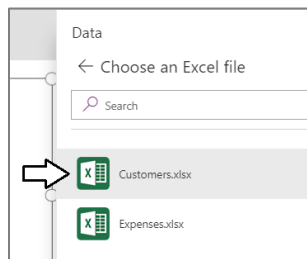 Data
← Choose an Excel file
Search
Customers.xlsx
Expenses.xlsx